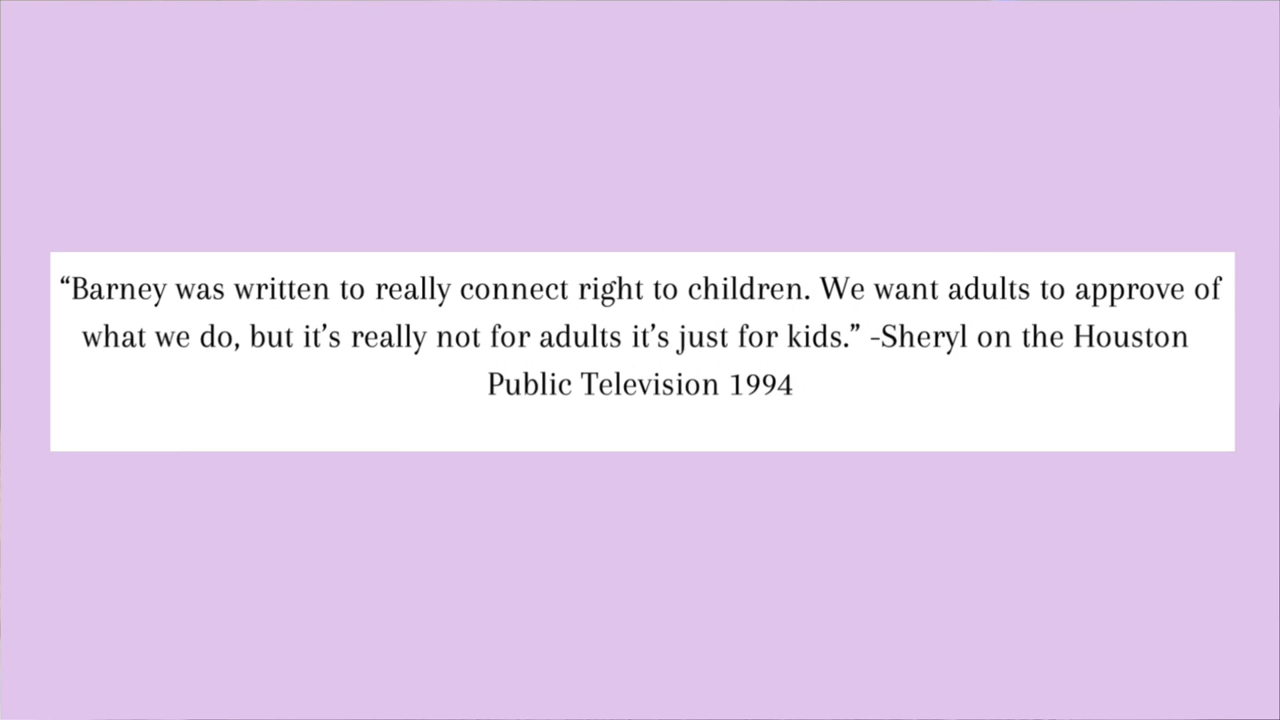 “Barney was written to really connect right to children. We want adults to approve of
what we do, but it’s really not for adults it’s just for kids.” -Sheryl on the Houston
Public Television 1994